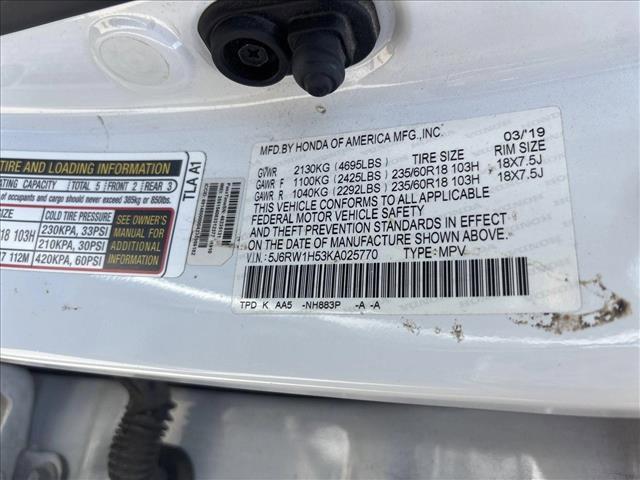 MFD.BY HONDA OF AMERICA MFG.,INC. 03/'19
GVWR 2130KG (4695LBS) TIRE SIZE RIM SIZE
GAWR F 1100KG (2425LBS) 235/60R18 103H 18X7.5J
GAWR R 1040KG (2292LBS) 235/60R18 103H 18X7.5J
THIS VEHICLE CONFORMS TO ALL APPLICABLE
FEDERAL MOTOR VEHICLE SAFETY
AND THEFT PREVENTION STANDARDS IN EFFECT
ON THE DATE OF MANUFACTURE SHOWN ABOVE.
V.I.N.: 5J6RW1H53KA025770 TYPE: MPV
TPD K AA5 -NH883P -A -A
TIRE AND LOADING INFORMATION
SEATING CAPACITY TOTAL 5 FRONT 2 REAR 3
of occupants and cargo should never exceed 385kg or 850lbs.
SIZE COLD TIRE PRESSURE
18 103H 230KPA, 33PSI
210KPA, 30PSI
7 112M 420KPA, 60PSI
SEE OWNER'S
MANUAL FOR
ADDITIONAL
INFORMATION
TLA A1